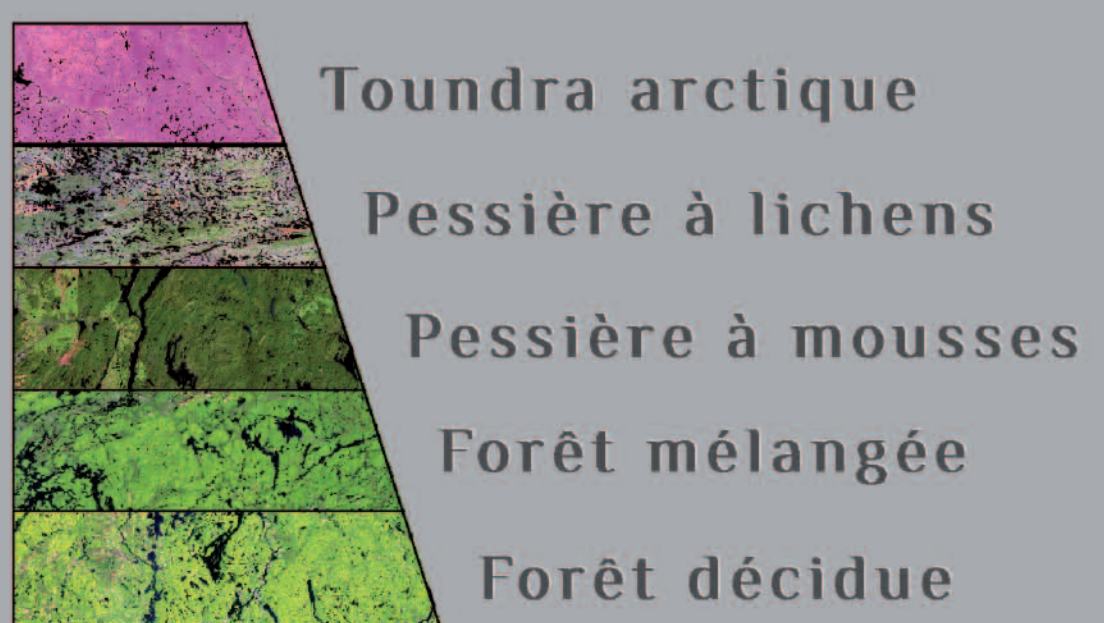 Toundra arctique
Pessière à lichens
Pessière à mousses
Forêt mélangée
Forêt décidue